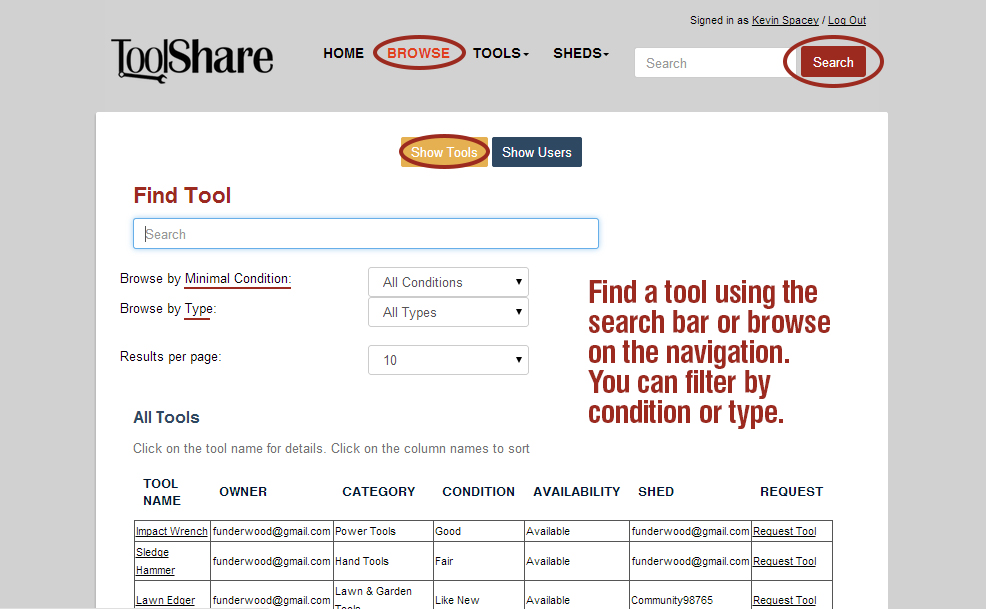 Signed in as Kevin Spacey / Log Out
ToolShare
HOME BROWSE TOOLS SHEDS
Search Search
Show Tools Show Users
Find Tool
Search
Browse by Minimal Condition: All Conditions
Browse by Type: All Types
Results per page: 10
Find a tool using the
search bar or browse
on the navigation.
You can filter by
condition or type.
All Tools
Click on the tool name for details. Click on the column names to sort
TOOL NAME OWNER CATEGORY CONDITION AVAILABILITY SHED REQUEST
Impact Wrench funderwood@gmail.com Power Tools Good Available funderwood@gmail.com Request Tool
Sledge Hammer funderwood@gmail.com Hand Tools Fair Available funderwood@gmail.com Request Tool
Lawn Edger funderwood@gmail.com Lawn & Garden Tools Like New Available Community98765 Request Tool